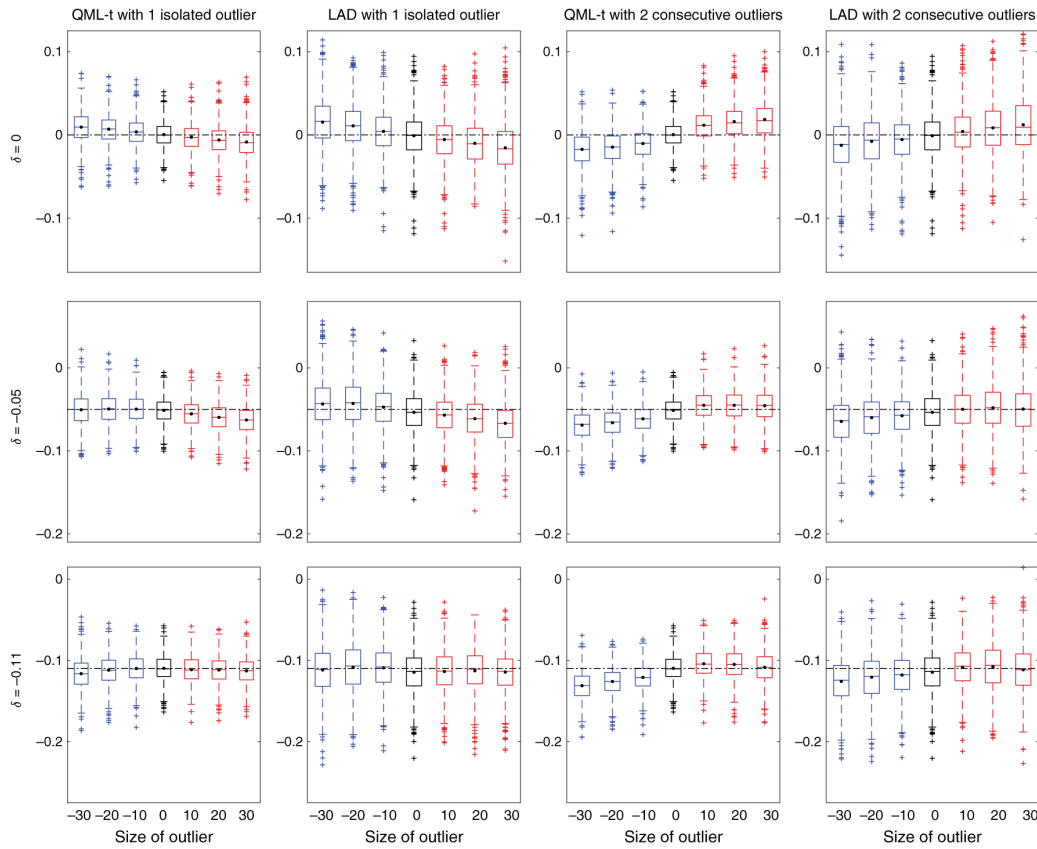 QML-t with 1 isolated outlier
LAD with 1 isolated outlier
QML-t with 2 consecutive outliers
LAD with 2 consecutive outliers
δ = 0
0.1 0.1 0.1 0.1
0 0 0 0
−0.1 −0.1 −0.1 −0.1
δ = −0.05
0 0 0 0
−0.1 −0.1 −0.1 −0.1
−0.2 −0.2 −0.2 −0.2
δ = −0.11
0 0 0 0
−0.1 −0.1 −0.1 −0.1
−0.2 −0.2 −0.2 −0.2
−30 −20 −10 0 10 20 30
−30 −20 −10 0 10 20 30
−30 −20 −10 0 10 20 30
−30 −20 −10 0 10 20 30
Size of outlier
Size of outlier
Size of outlier
Size of outlier